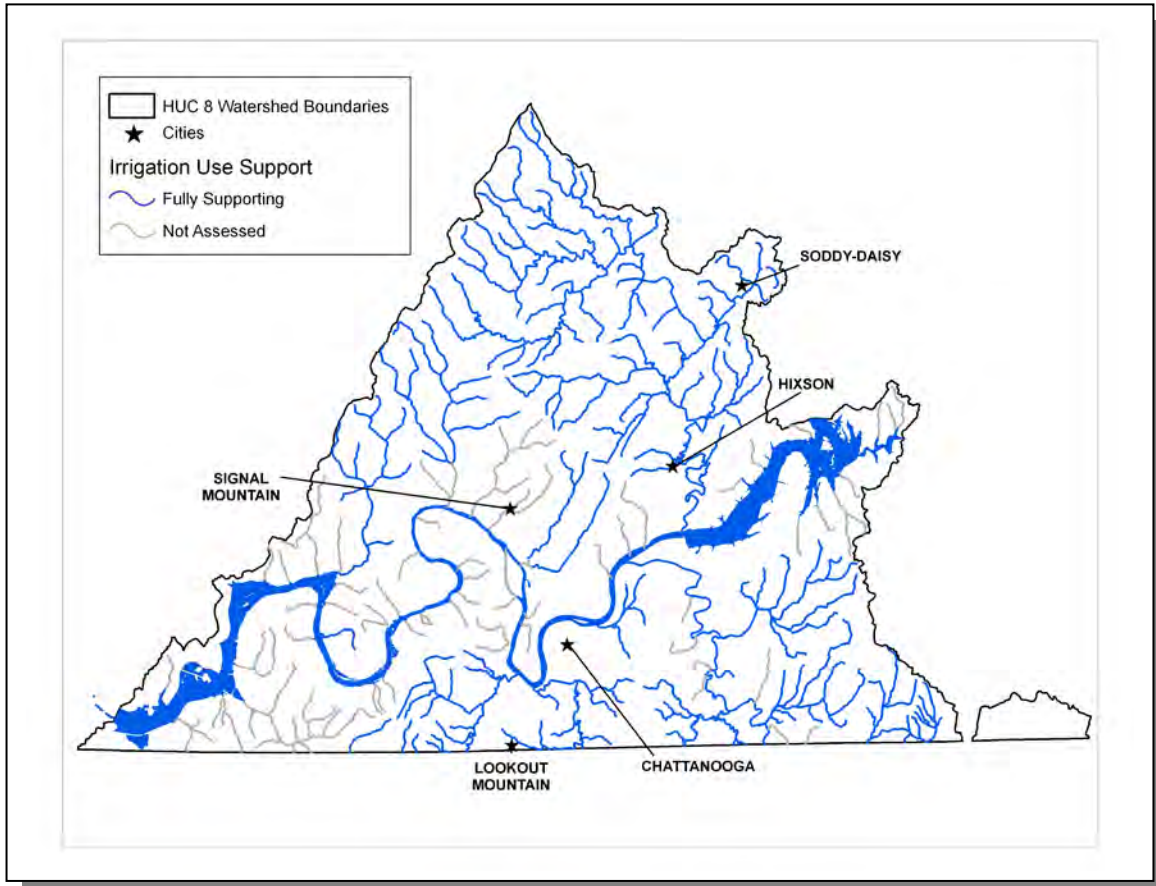 HUC 8 Watershed Boundaries
Cities
Irrigation Use Support
Fully Supporting
Not Assessed
SODDY-DAISY
HIXSON
SIGNAL
MOUNTAIN
LOOKOUT
MOUNTAIN
CHATTANOOGA